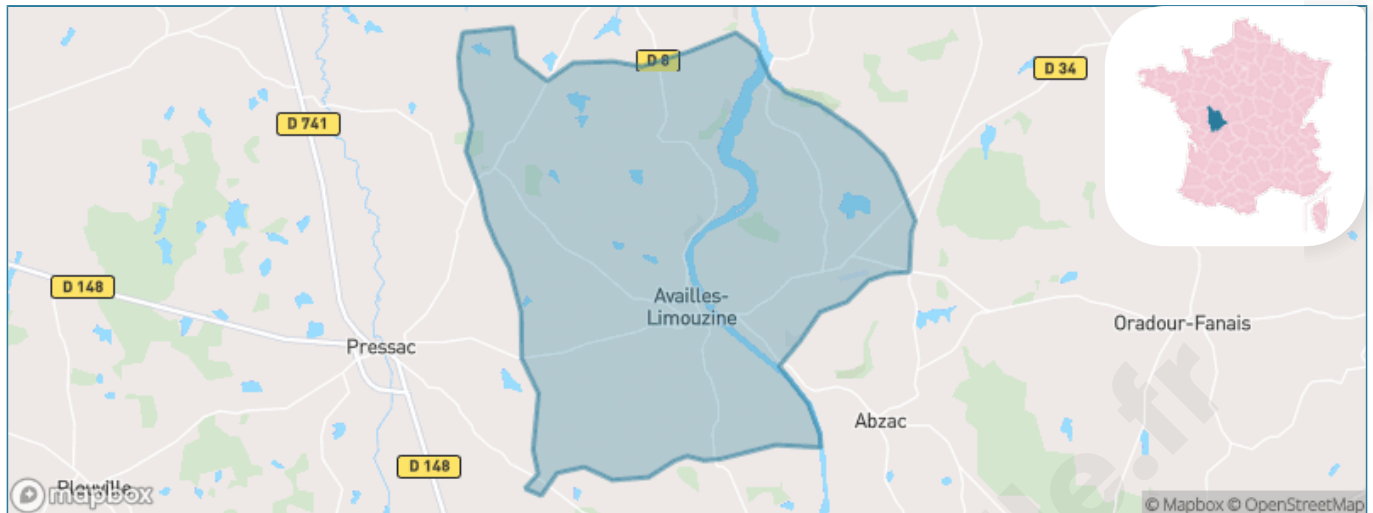 D 8
D 34
D 741
D 148
Availles-
Limouzine
Oradour-Fanais
Pressac
Abzac
D 148
mapbox
© Mapbox © OpenStreetMap